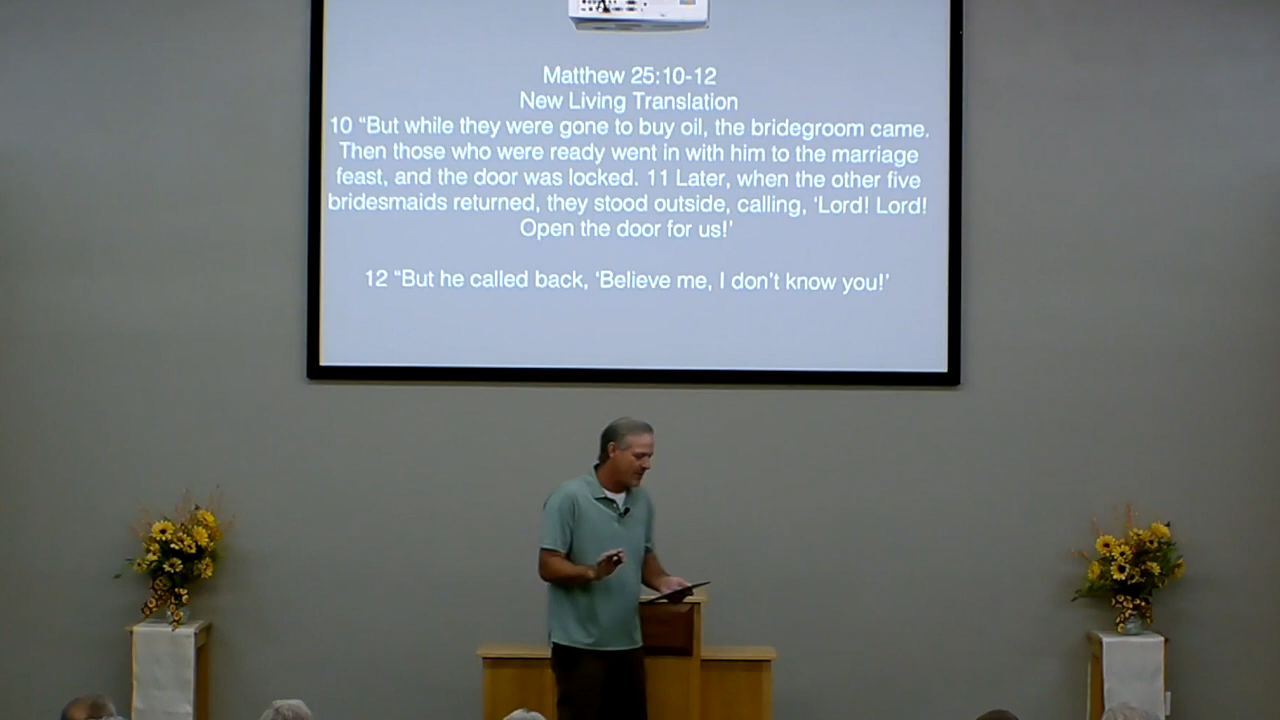 Matthew 25:10-12
New Living Translation
10 “But while they were gone to buy oil, the bridegroom came.
Then those who were ready went in with him to the marriage
feast, and the door was locked. 11 Later, when the other five
bridesmaids returned, they stood outside, calling, ‘Lord! Lord!
Open the door for us!’
12 “But he called back, ‘Believe me, I don’t know you!’